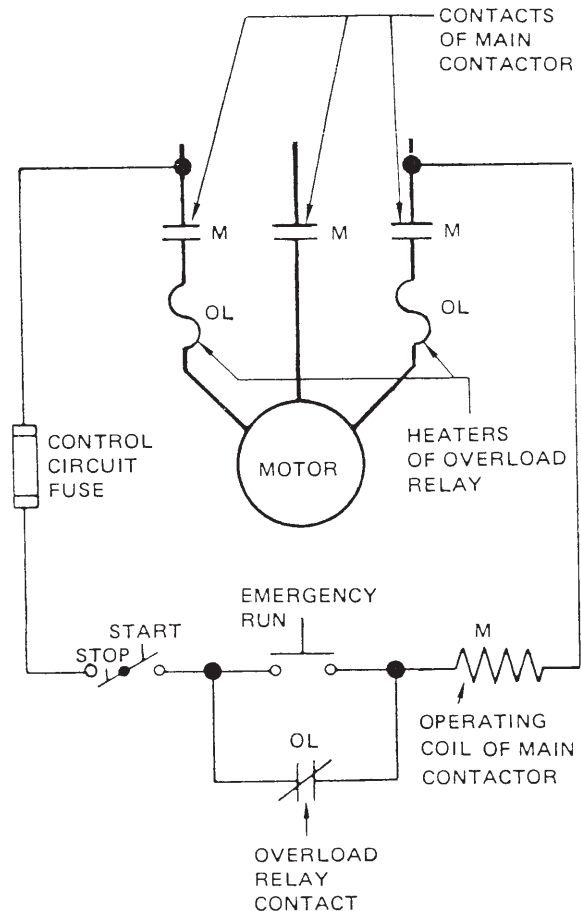 CONTACTS
OF MAIN
CONTACTOR
M
M
M
OL
OL
CONTROL
CIRCUIT
FUSE
MOTOR
HEATERS
OF OVERLOAD
RELAY
EMERGENCY
RUN
START
STOP
M
OPERATING
COIL OF MAIN
CONTACTOR
OL
OVERLOAD
RELAY
CONTACT